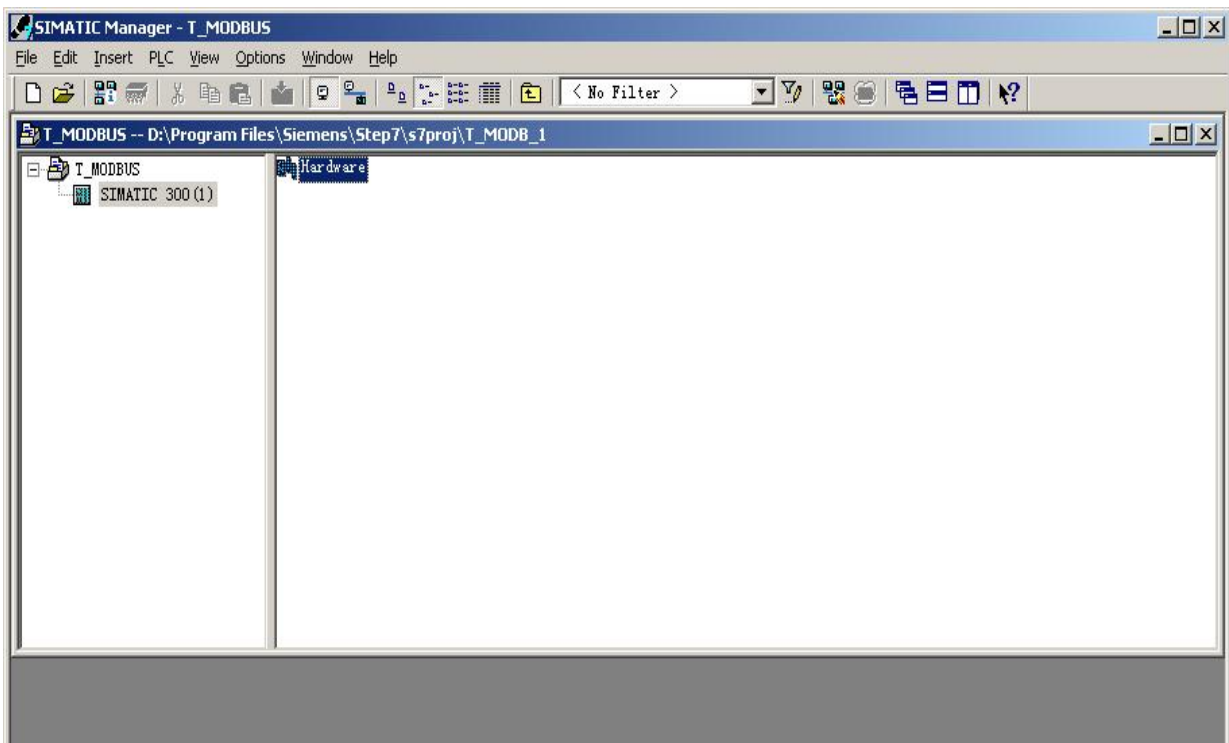 SIMATIC Manager - T_MODBUS
File Edit Insert PLC View Options Window Help
< No Filter >
T_MODBUS -- D:\Program Files\Siemens\Step7\s7proj\T_MODB_1
T_MODBUS
Hardware
SIMATIC 300(1)